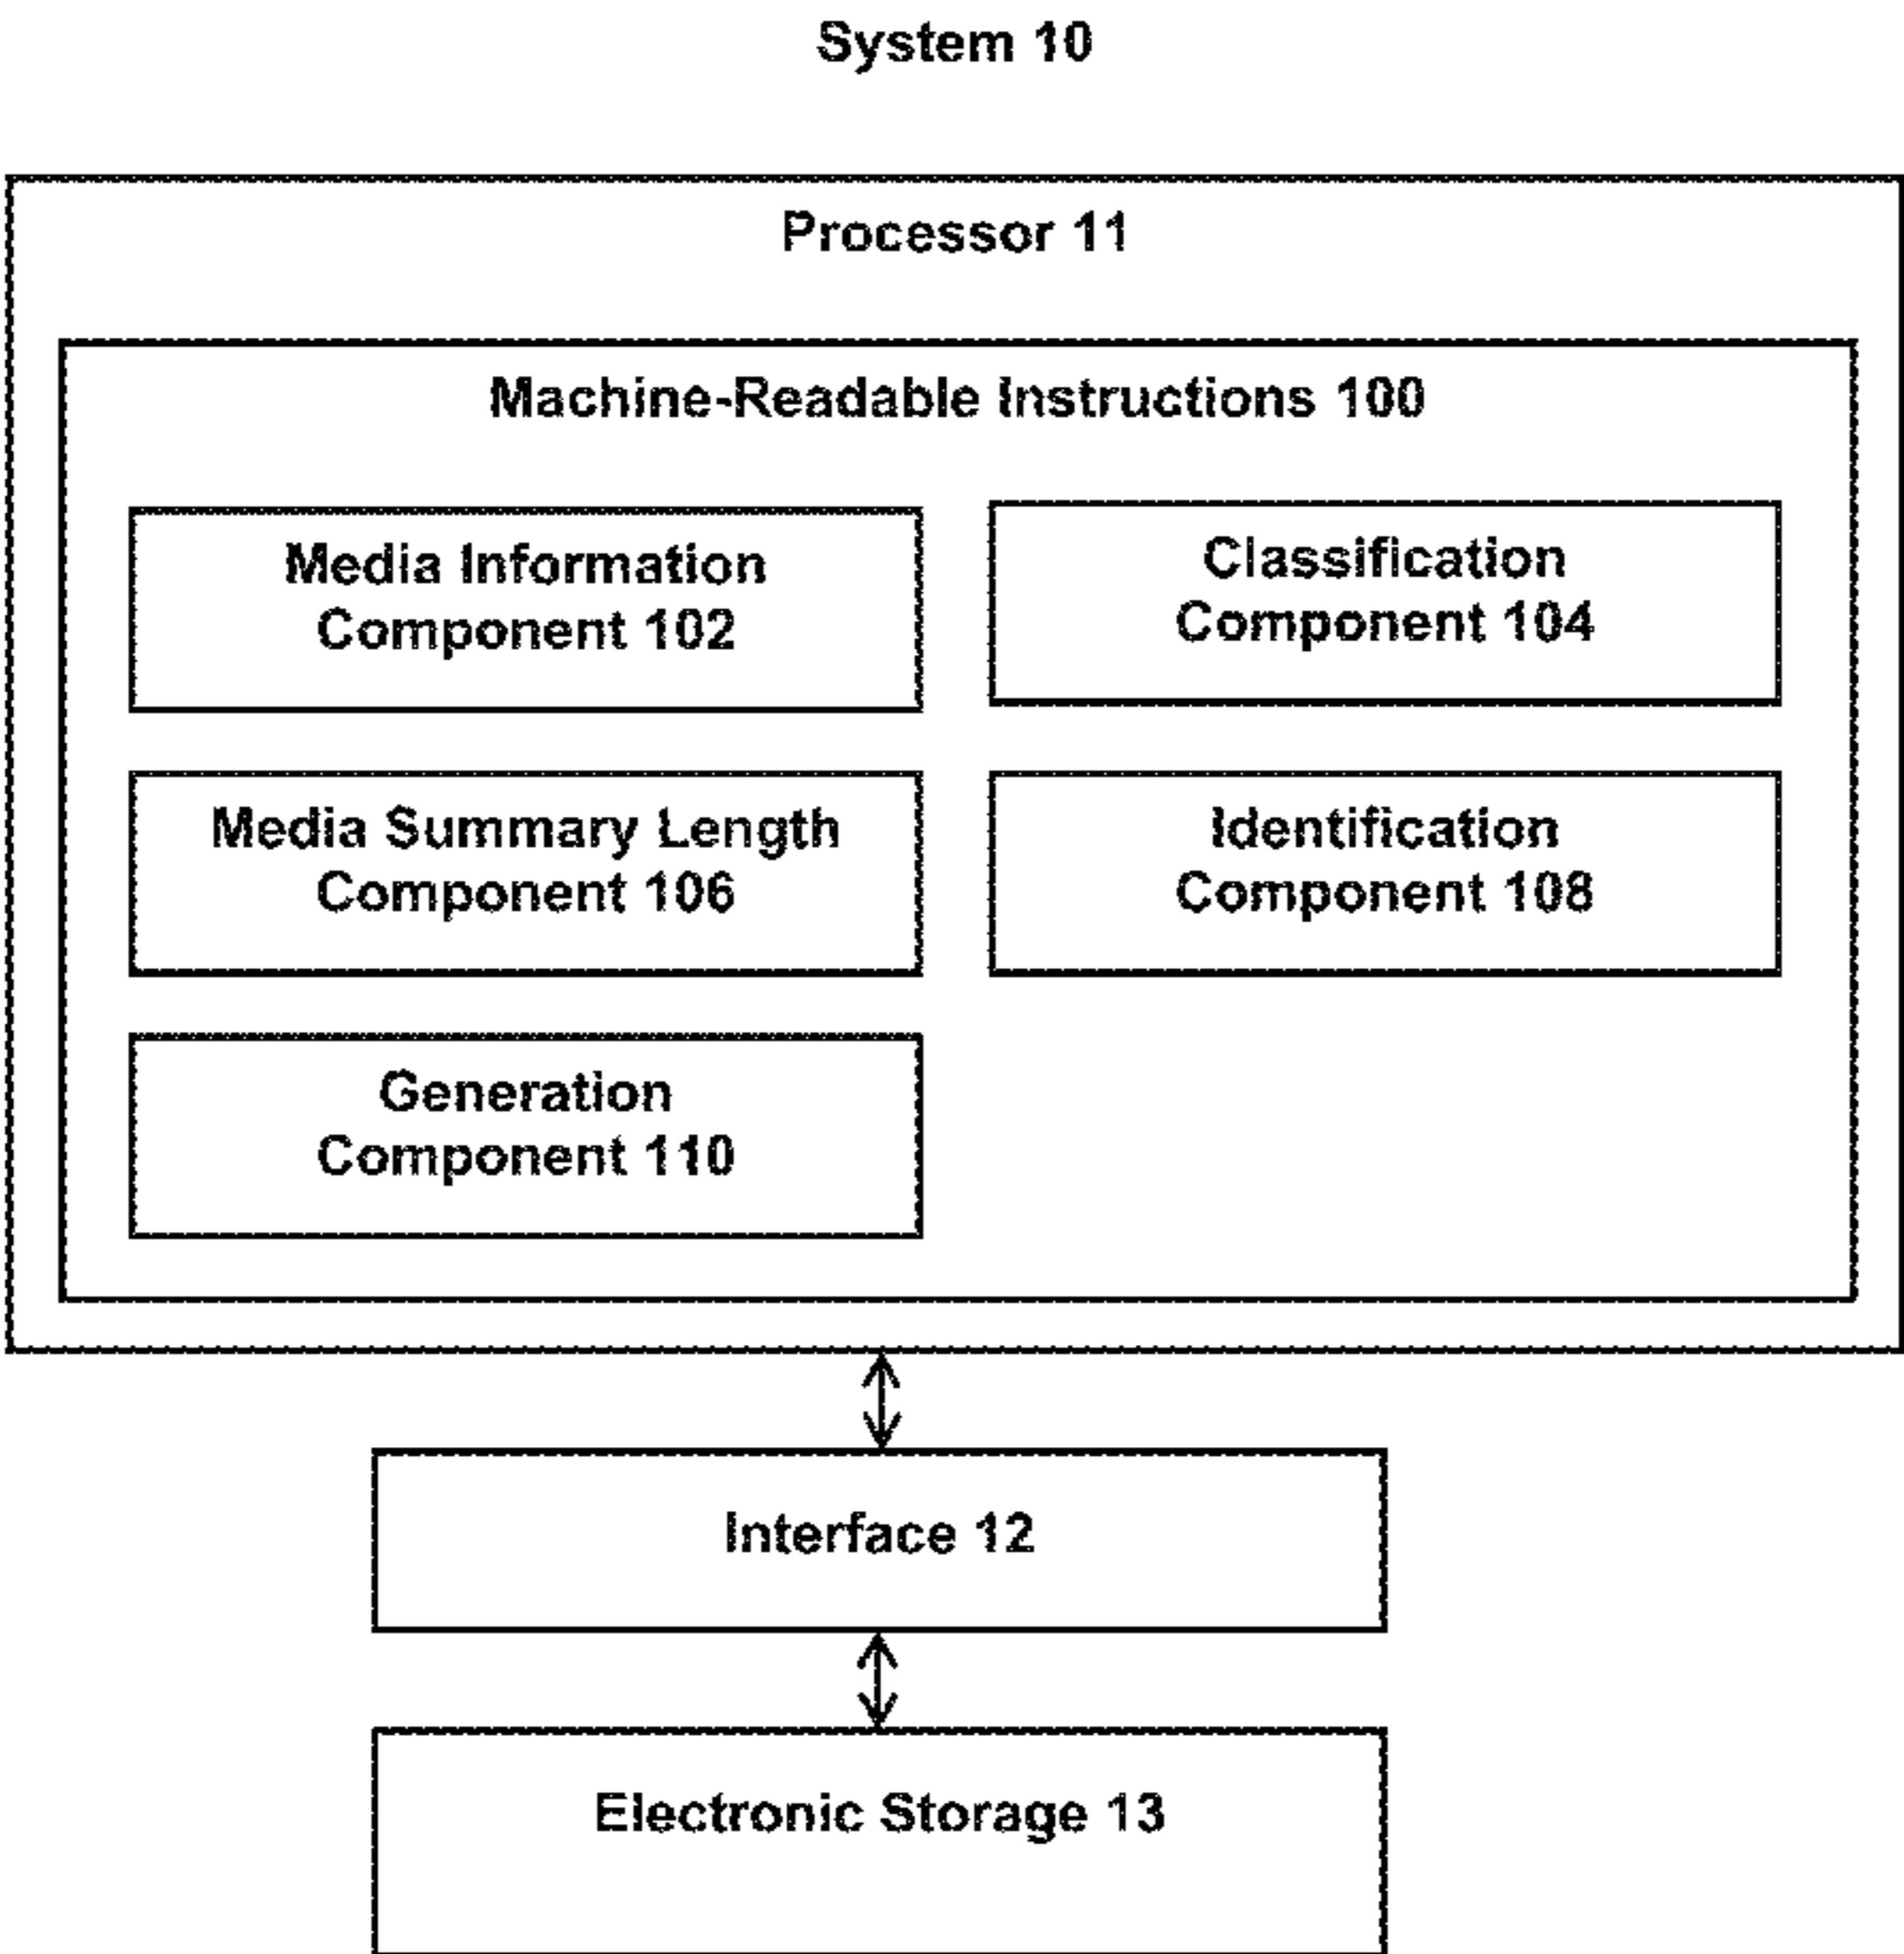 System 10
Processor 11
Machine-Readable Instructions 100
Media Information
Component 102
Classification
Component 104
Media Summary Length
Component 106
Identification
Component 108
Generation
Component 110
Interface 12
Electronic Storage 13